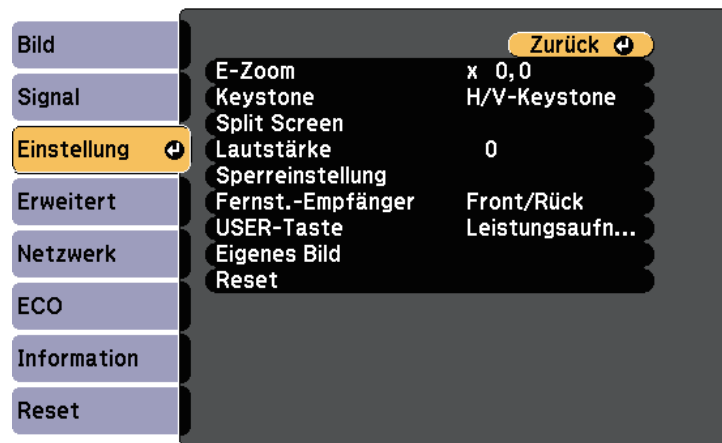 Bild
Signal
Einstellung
Erweitert
Netzwerk
ECO
Information
Reset
Zurück
E-Zoom x 0,0
Keystone H/V-Keystone
Split Screen
Lautstärke 0
Sperreinstellung
Fernst.-Empfänger Front/Rück
USER-Taste Leistungsaufn...
Eigenes Bild
Reset